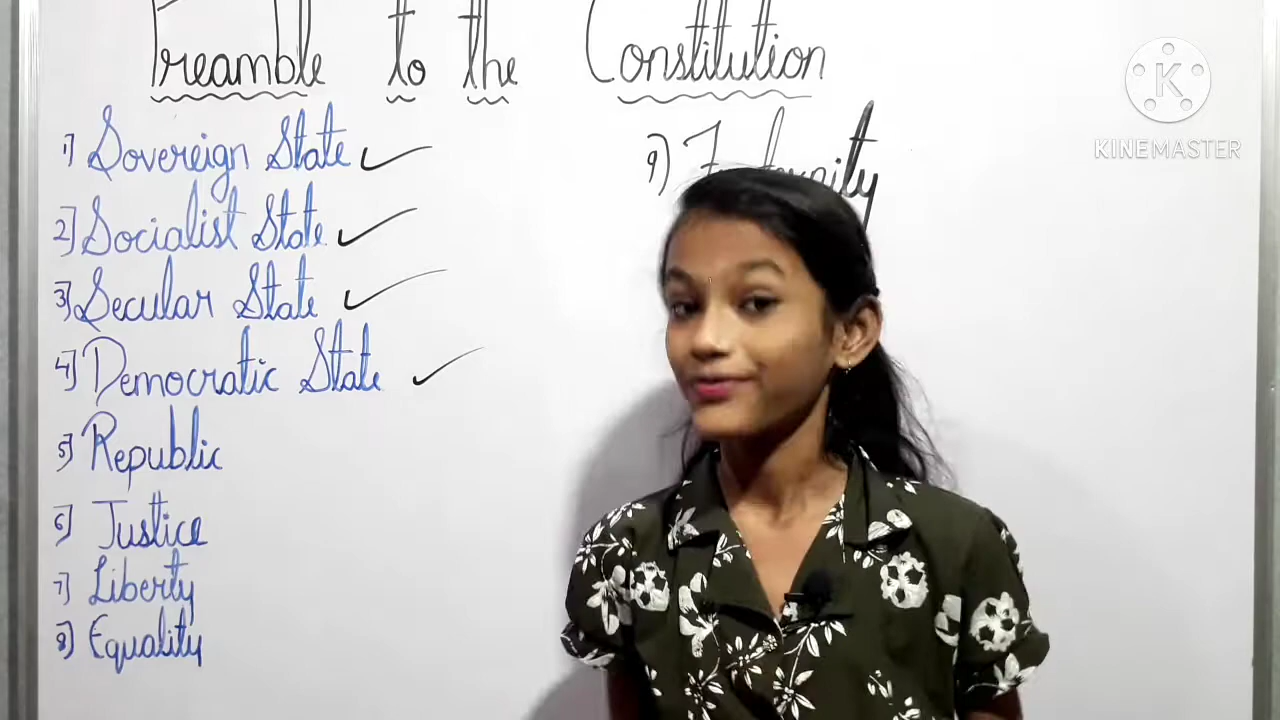 Preamble to the Constitution
1) Sovereign State
2] Socialist State
3] Secular State
4] Democratic State
5] Republic
6] Justice
7] Liberty
8] Equality
9)
K
KINEMASTER